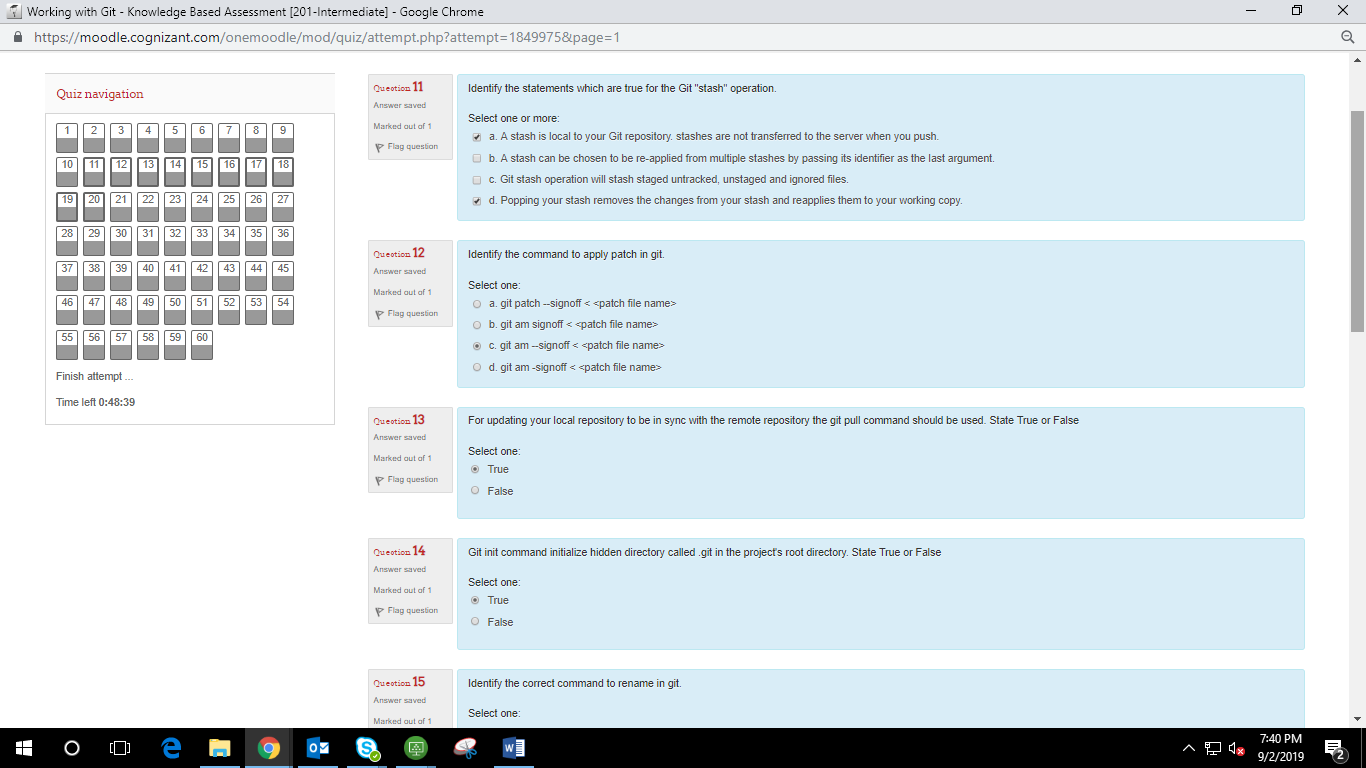 Working with Git - Knowledge Based Assessment [201-Intermediate] - Google Chrome
https://moodle.cognizant.com/onemoodle/mod/quiz/attempt.php?attempt=1849975&page=1
Quiz navigation
1 2 3 4 5 6 7 8 9
10 11 12 13 14 15 16 17 18
19 20 21 22 23 24 25 26 27
28 29 30 31 32 33 34 35 36
37 38 39 40 41 42 43 44 45
46 47 48 49 50 51 52 53 54
55 56 57 58 59 60
Finish attempt ...
Time left 0:48:39
Question 11
Answer saved
Marked out of 1
Flag question
Identify the statements which are true for the Git "stash" operation.
Select one or more:
a. A stash is local to your Git repository. stashes are not transferred to the server when you push.
b. A stash can be chosen to be re-applied from multiple stashes by passing its identifier as the last argument.
c. Git stash operation will stash staged untracked, unstaged and ignored files.
d. Popping your stash removes the changes from your stash and reapplies them to your working copy.
Question 12
Answer saved
Marked out of 1
Flag question
Identify the command to apply patch in git.
Select one:
a. git patch --signoff < <patch file name>
b. git am signoff < <patch file name>
c. git am --signoff < <patch file name>
d. git am -signoff < <patch file name>
Question 13
Answer saved
Marked out of 1
Flag question
For updating your local repository to be in sync with the remote repository the git pull command should be used. State True or False
Select one:
True
False
Question 14
Answer saved
Marked out of 1
Flag question
Git init command initialize hidden directory called .git in the project's root directory. State True or False
Select one:
True
False
Question 15
Answer saved
Marked out of 1
Identify the correct command to rename in git.
Select one:
7:40 PM
9/2/2019
2